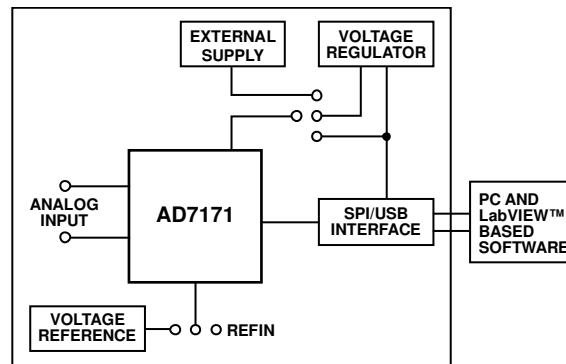 EXTERNAL
SUPPLY
VOLTAGE
REGULATOR
ANALOG
INPUT
AD7171
SPI/USB
INTERFACE
PC AND
LabVIEW™
BASED
SOFTWARE
VOLTAGE
REFERENCE
REFIN